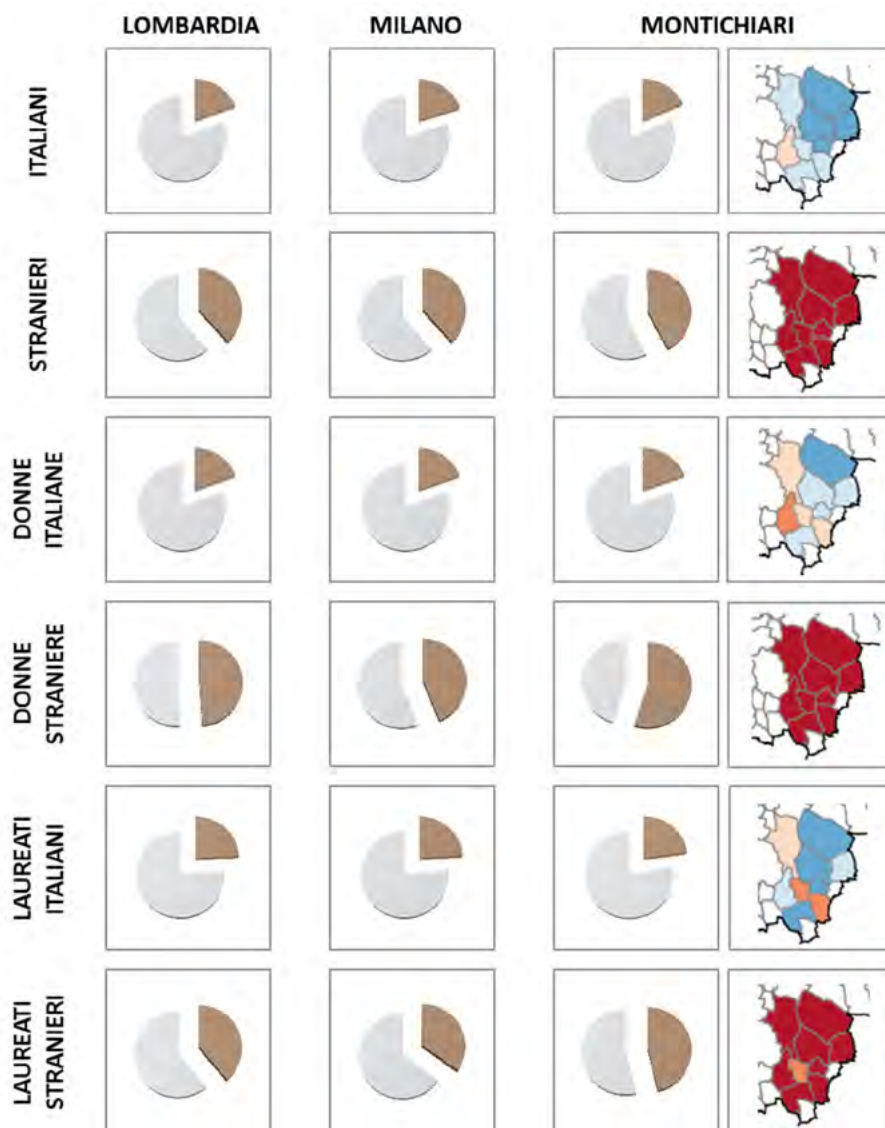 LOMBARDIA
MILANO
MONTICHIARI
ITALIANI
STRANIERI
DONNE
ITALIANE
DONNE
STRANIERE
LAUREATI
ITALIANI
LAUREATI
STRANIERI